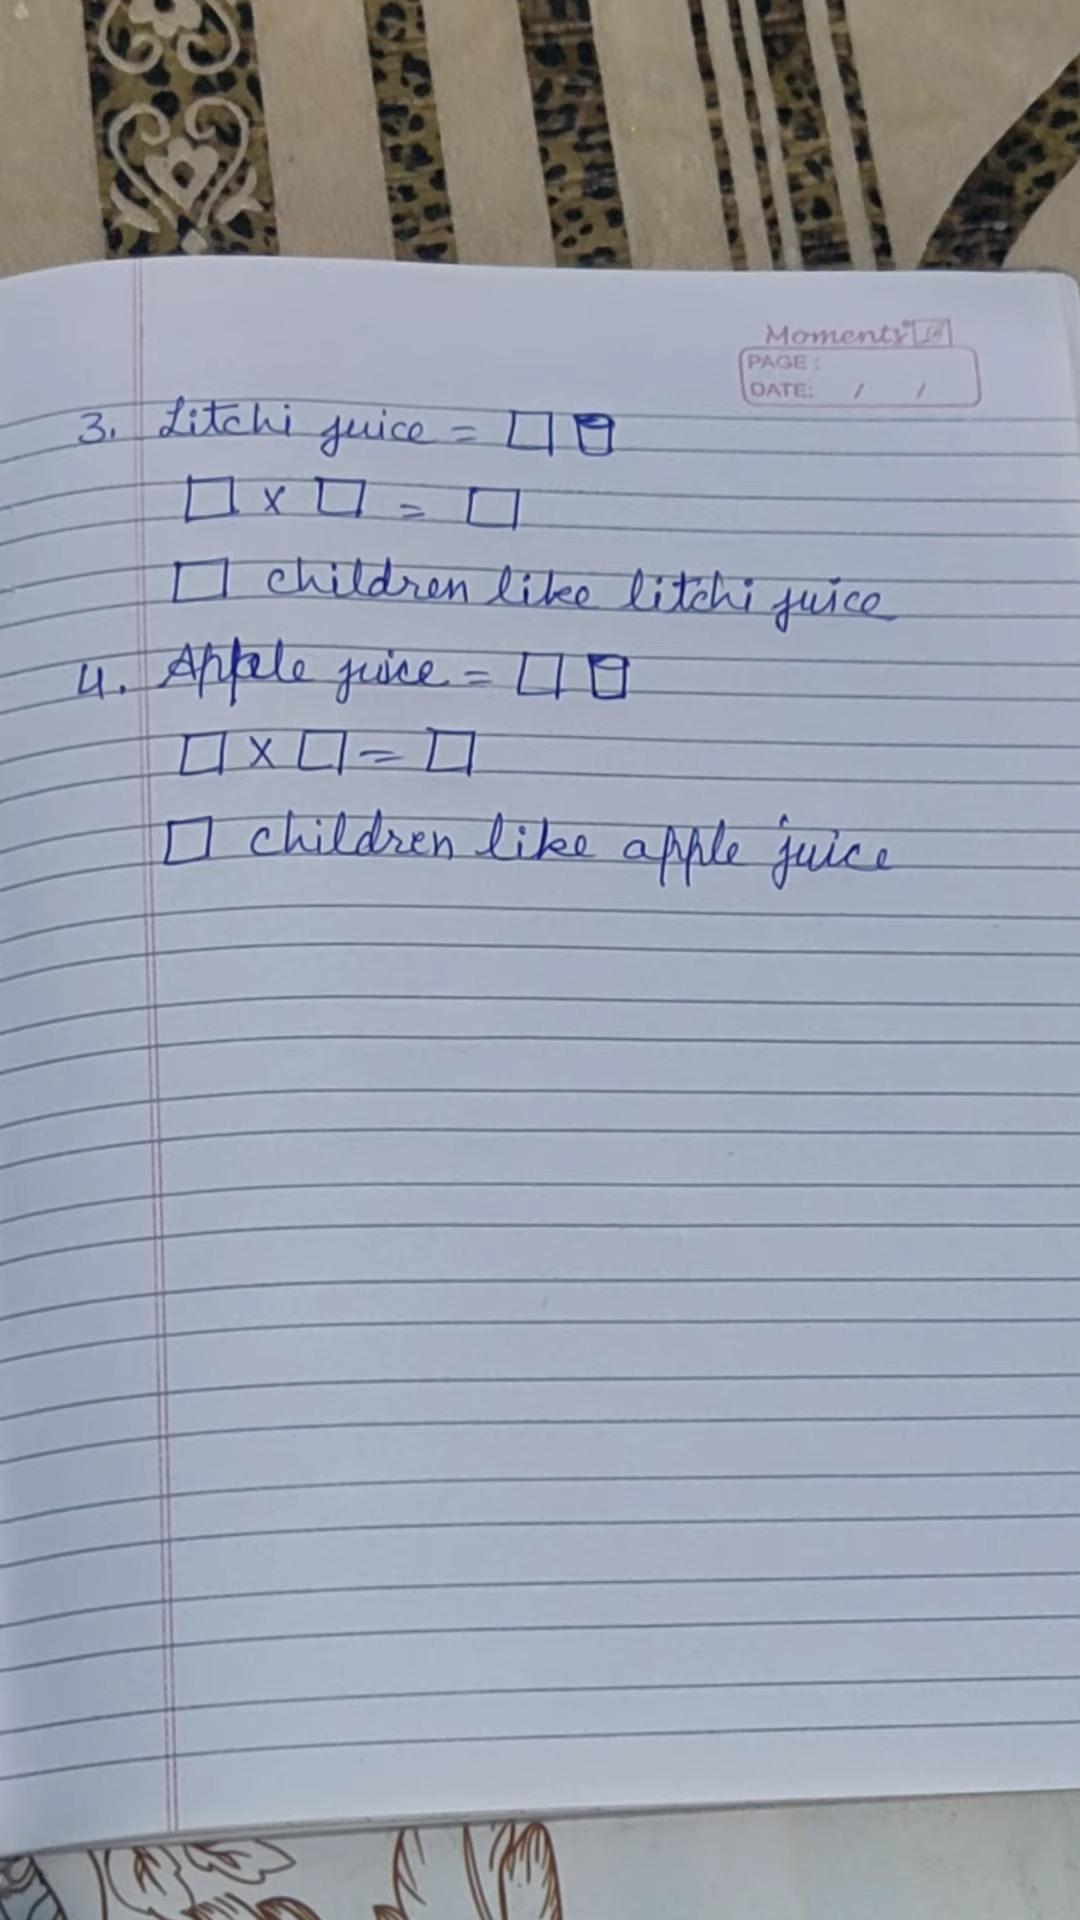 Moments
PAGE:
DATE: / /
3. Litchi juice = □ 🥛
□ x □ = □
□ children like litchi juice
4. Apple juice = □ 🥛
□ x □ = □
□ children like apple juice